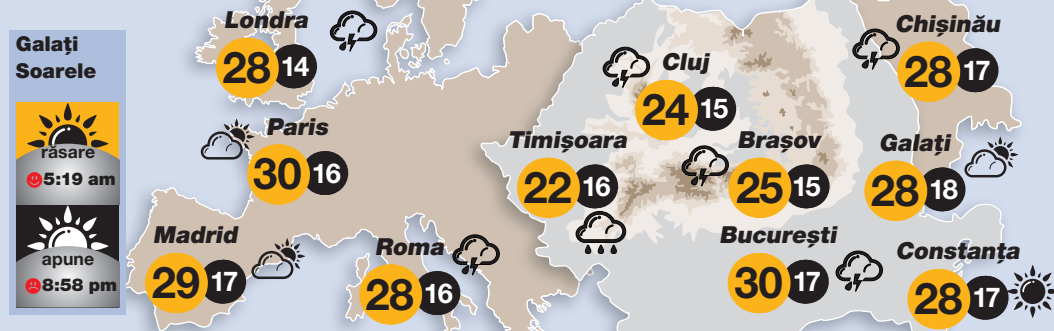 Galați
Soarele
răsare
5:19 am
apune
8:58 pm
Londra
28 14
Paris
30 16
Madrid
29 17
Roma
28 16
Timișoara
22 16
Cluj
24 15
Brașov
25 15
București
30 17
Chișinău
28 17
Galați
28 18
Constanța
28 17